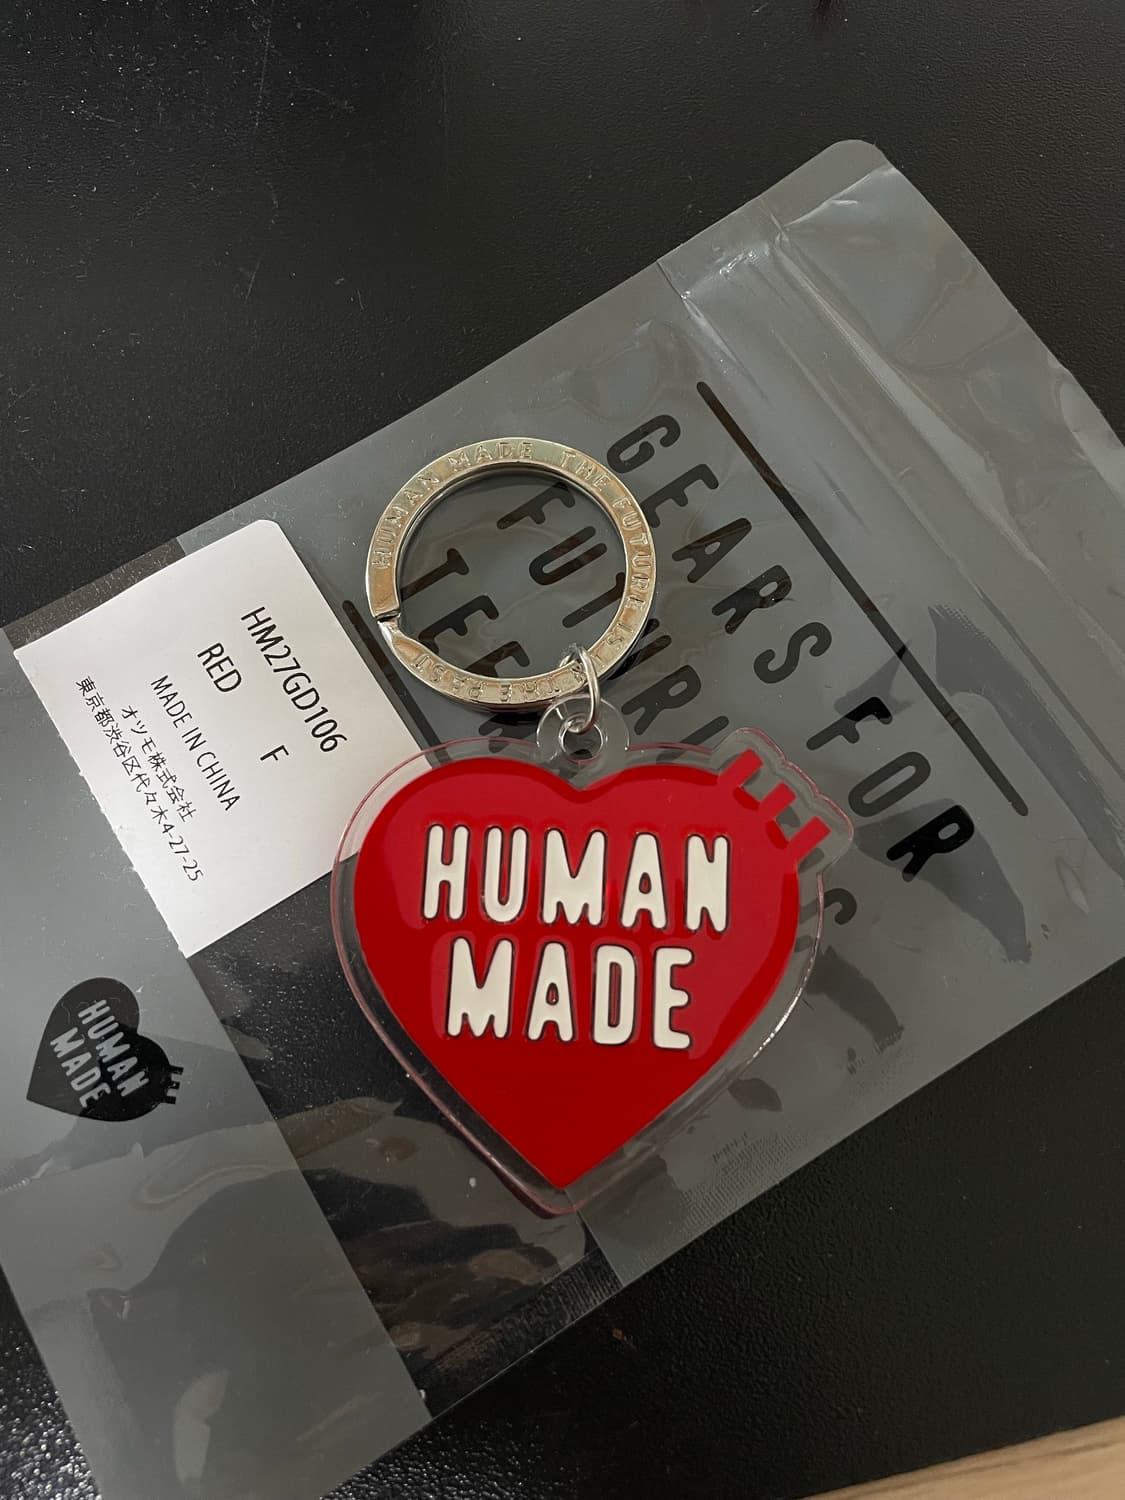 GEARS FOR
FUTURISTIC
TEE
HUMAN MADE THE FUTURE IS IN THE PAST
HM27GD106
RED F
MADE IN CHINA
オツモ株式会社
東京都渋谷区代々木4-27-25
HUMAN
MADE
HUMAN
MADE